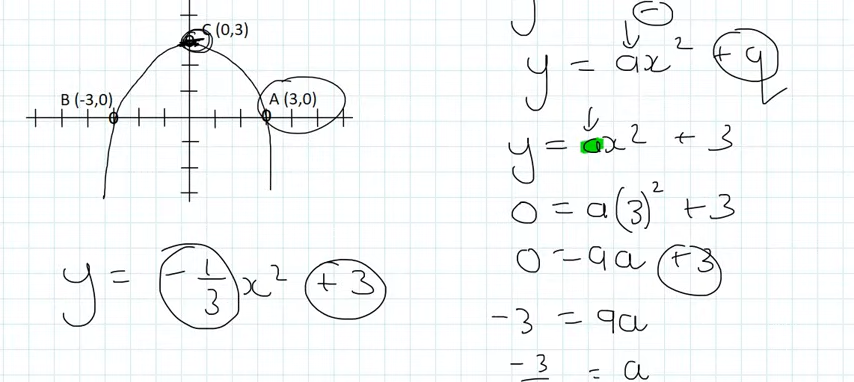 C (0,3)
B (-3,0)
A (3,0)
y = -1/3 x² + 3
y = ax² + q
y = ax² + 3
0 = a(3)² + 3
0 = 9a + 3
-3 = 9a
-3 = a